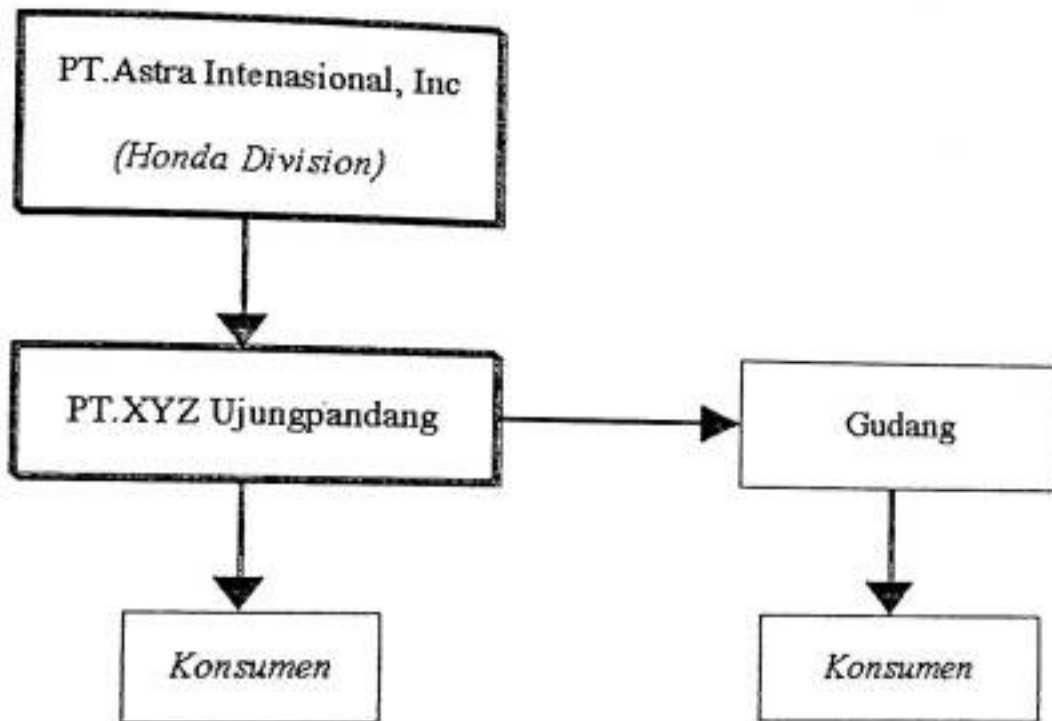 PT.Astra Intenasional, Inc
(Honda Division)
PT.XYZ Ujungpandang
Gudang
Konsumen
Konsumen